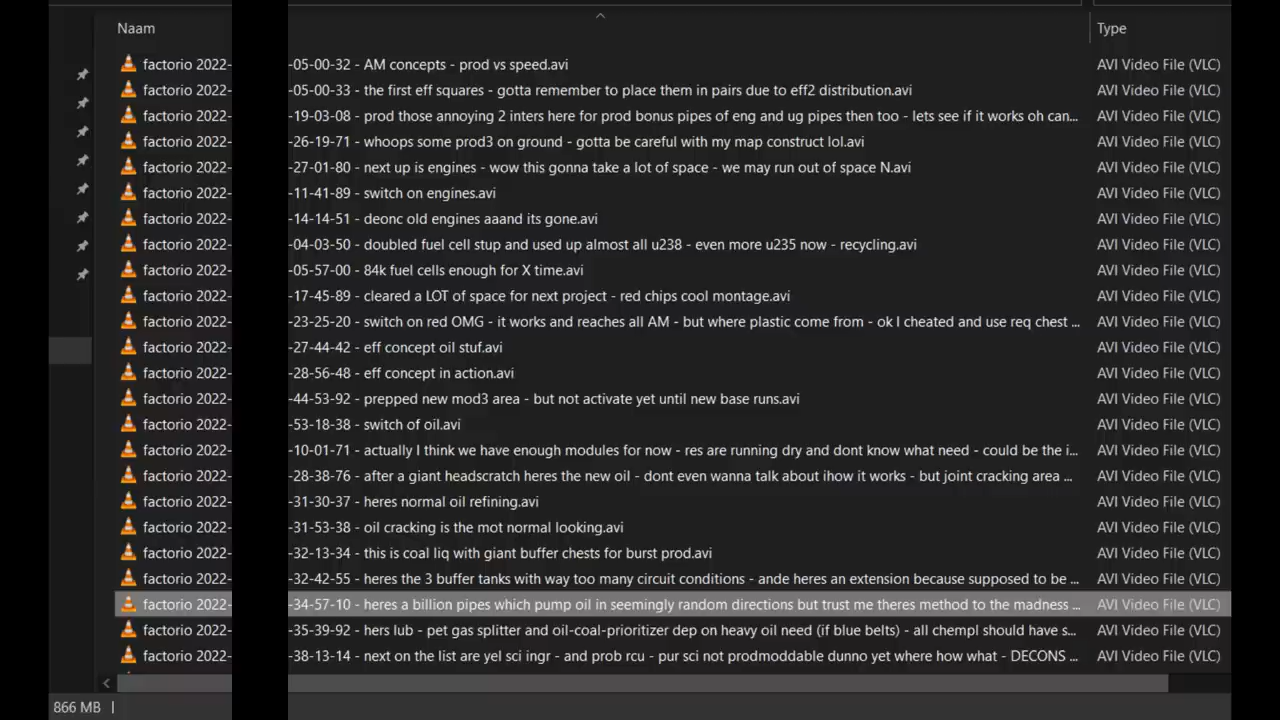 Naam Type
factorio 2022- -05-00-32 - AM concepts - prod vs speed.avi AVI Video File (VLC)
factorio 2022- -05-00-33 - the first eff squares - gotta remember to place them in pairs due to eff2 distribution.avi AVI Video File (VLC)
factorio 2022- -19-03-08 - prod those annoying 2 inters here for prod bonus pipes of eng and ug pipes then too - lets see if it works oh can... AVI Video File (VLC)
factorio 2022- -26-19-71 - whoops some prod3 on ground - gotta be careful with my map construct lol.avi AVI Video File (VLC)
factorio 2022- -27-01-80 - next up is engines - wow this gonna take a lot of space - we may run out of space N.avi AVI Video File (VLC)
factorio 2022- -11-41-89 - switch on engines.avi AVI Video File (VLC)
factorio 2022- -14-14-51 - deonc old engines aaand its gone.avi AVI Video File (VLC)
factorio 2022- -04-03-50 - doubled fuel cell stup and used up almost all u238 - even more u235 now - recycling.avi AVI Video File (VLC)
factorio 2022- -05-57-00 - 84k fuel cells enough for X time.avi AVI Video File (VLC)
factorio 2022- -17-45-89 - cleared a LOT of space for next project - red chips cool montage.avi AVI Video File (VLC)
factorio 2022- -23-25-20 - switch on red OMG - it works and reaches all AM - but where plastic come from - ok I cheated and use req chest ... AVI Video File (VLC)
factorio 2022- -27-44-42 - eff concept oil stuf.avi AVI Video File (VLC)
factorio 2022- -28-56-48 - eff concept in action.avi AVI Video File (VLC)
factorio 2022- -44-53-92 - prepped new mod3 area - but not activate yet until new base runs.avi AVI Video File (VLC)
factorio 2022- -53-18-38 - switch of oil.avi AVI Video File (VLC)
factorio 2022- -10-01-71 - actually I think we have enough modules for now - res are running dry and dont know what need - could be the i... AVI Video File (VLC)
factorio 2022- -28-38-76 - after a giant headscratch heres the new oil - dont even wanna talk about ihow it works - but joint cracking area ... AVI Video File (VLC)
factorio 2022- -31-30-37 - heres normal oil refining.avi AVI Video File (VLC)
factorio 2022- -31-53-38 - oil cracking is the mot normal looking.avi AVI Video File (VLC)
factorio 2022- -32-13-34 - this is coal liq with giant buffer chests for burst prod.avi AVI Video File (VLC)
factorio 2022- -32-42-55 - heres the 3 buffer tanks with way too many circuit conditions - ande heres an extension because supposed to be ... AVI Video File (VLC)
factorio 2022- -34-57-10 - heres a billion pipes which pump oil in seemingly random directions but trust me theres method to the madness ... AVI Video File (VLC)
factorio 2022- -35-39-92 - hers lub - pet gas splitter and oil-coal-prioritizer dep on heavy oil need (if blue belts) - all chempl should have s... AVI Video File (VLC)
factorio 2022- -38-13-14 - next on the list are yel sci ingr - and prob rcu - pur sci not prodmoddable dunno yet where how what - DECONS ... AVI Video File (VLC)
866 MB